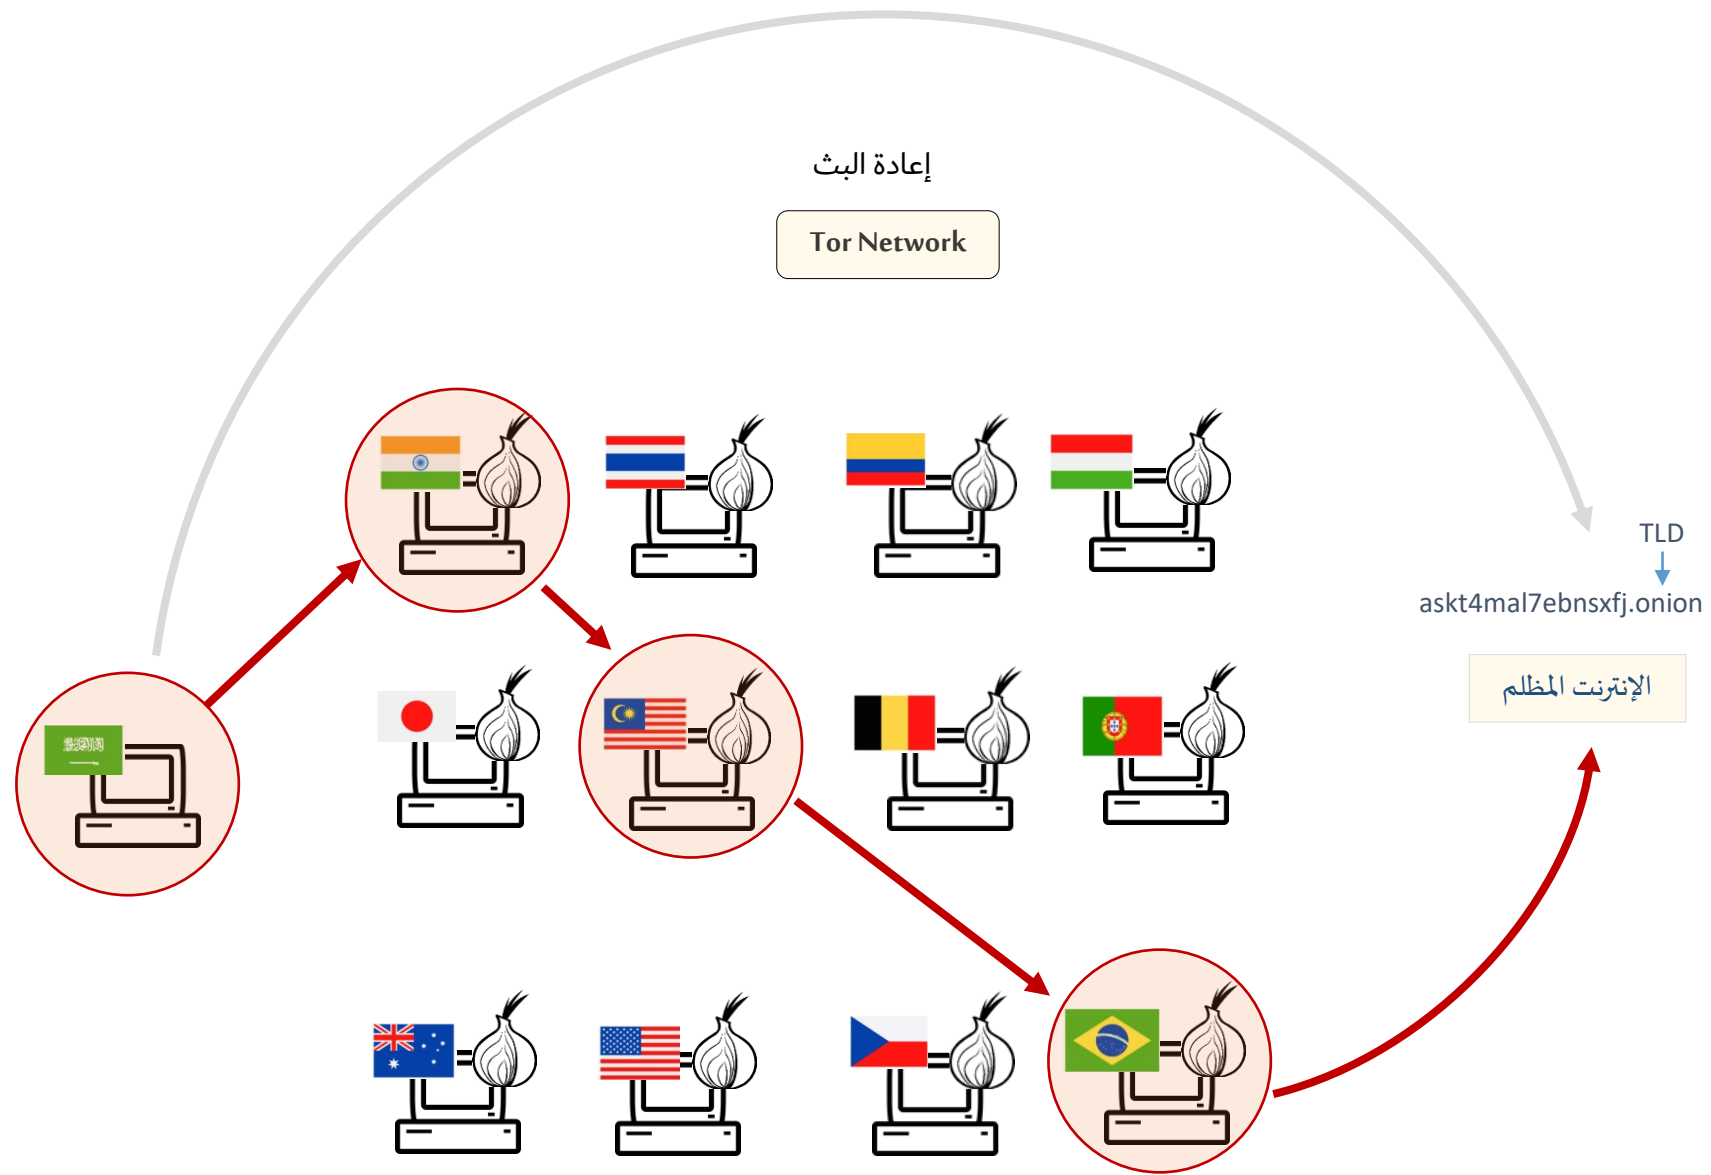 إعادة البث
Tor Network
TLD
askt4mal7ebnsxfj.onion
الإنترنت المظلم